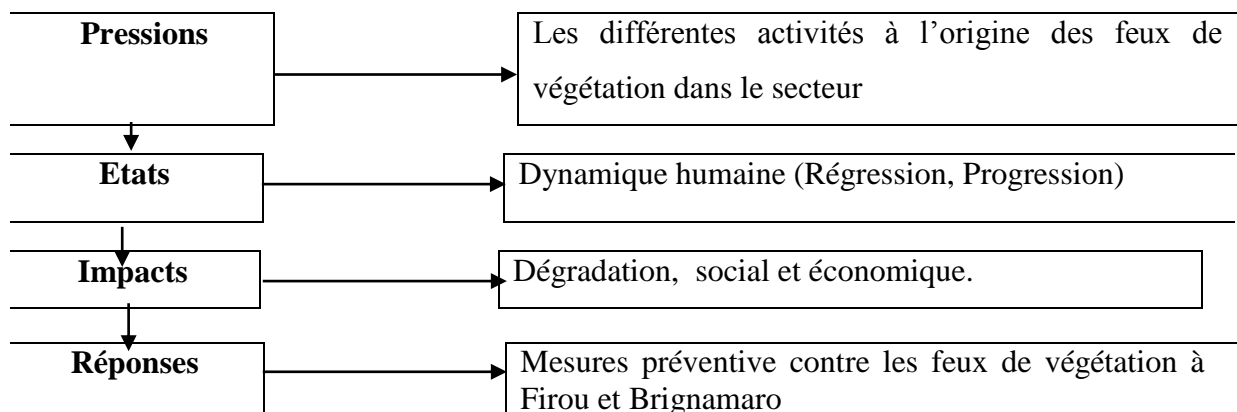 Pressions
Les différentes activités à l’origine des feux de
végétation dans le secteur
Etats
Dynamique humaine (Régression, Progression)
Impacts
Dégradation, social et économique.
Réponses
Mesures préventive contre les feux de végétation à
Firou et Brignamaro